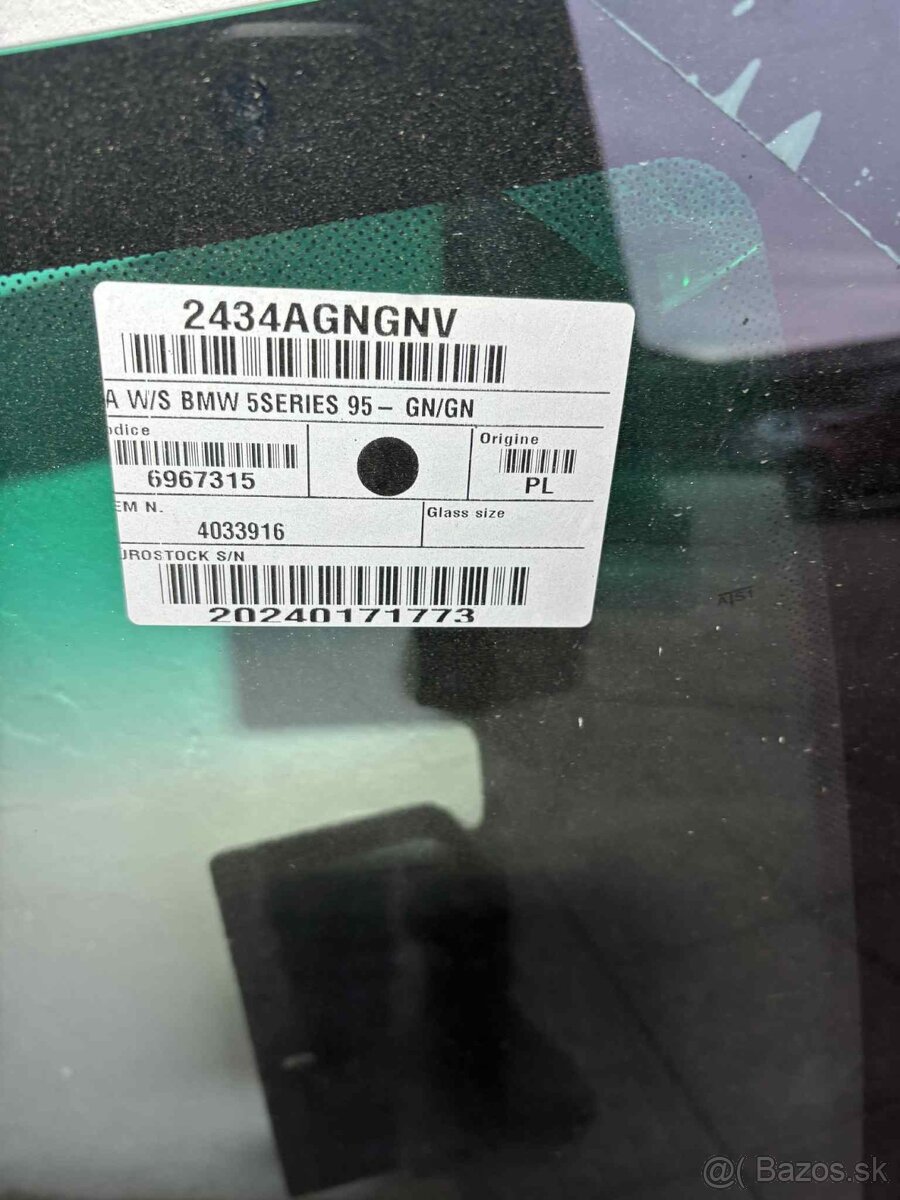 2434AGNGNV
A W/S BMW 5SERIES 95– GN/GN
odice
6967315
Origine
PL
EM N.
4033916
Glass size
UROSTOCK S/N
20240171773
@( Bazos.sk